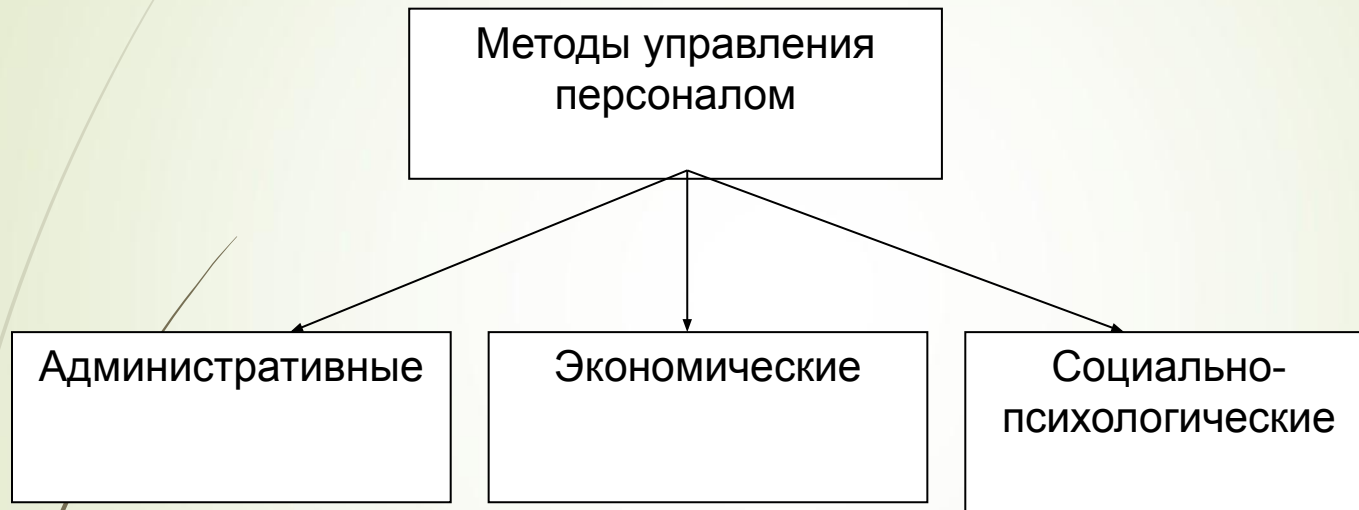 Методы управления
персоналом
Административные
Экономические
Социально-
психологические